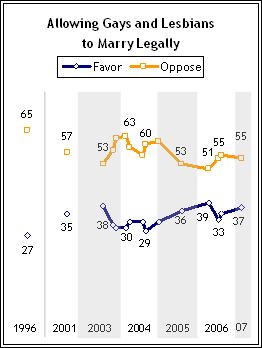 Allowing Gays and Lesbians
to Marry Legally
Favor Oppose
65 57 53 63 60 53 51 55 55
27 35 38 30 29 36 39 33 37
1996 2001 2003 2004 2005 2006 07